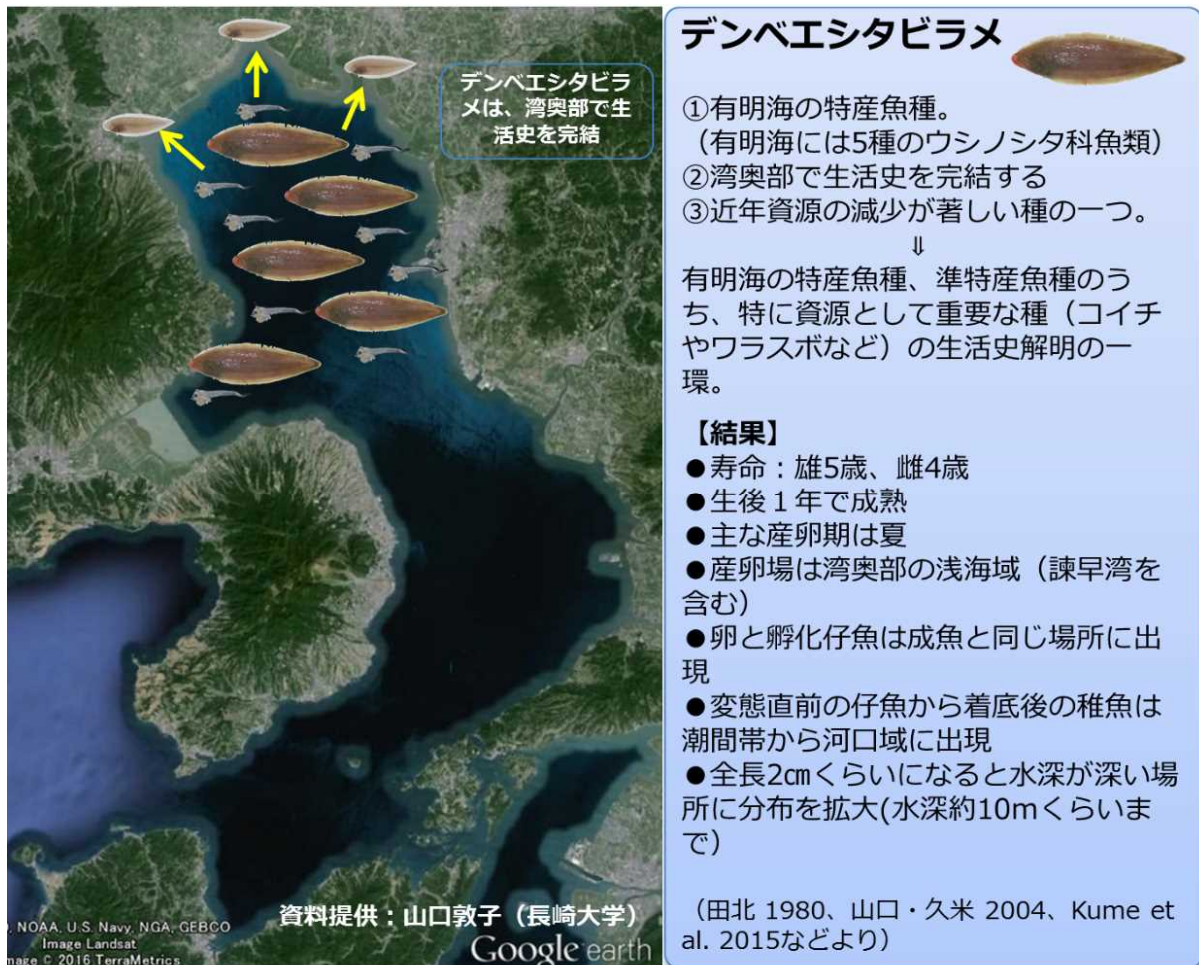 デンベエシタビラ
メは、湾奥部で生
活史を完結
資料提供：山口敦子（長崎大学）
, NOAA, U.S. Navy, NGA, GEBCO
Image Landsat
mage © 2016 TerraMetrics
Google earth
デンベエシタビラメ
①有明海の特産魚種。
（有明海には5種のウシノシタ科魚類）
②湾奥部で生活史を完結する
③近年資源の減少が著しい種の一つ。
⇓
有明海の特産魚種、準特産魚種のう
ち、特に資源として重要な種（コイチ
やワラスボなど）の生活史解明の一
環。
【結果】
●寿命：雄5歳、雌4歳
●生後１年で成熟
●主な産卵期は夏
●産卵場は湾奥部の浅海域（諫早湾を
含む）
●卵と孵化仔魚は成魚と同じ場所に出
現
●変態直前の仔魚から着底後の稚魚は
潮間帯から河口域に出現
●全長2㎝くらいになると水深が深い場
所に分布を拡大(水深約10mくらいま
で）
（田北 1980、山口・久米 2004、Kume et
al. 2015などより）